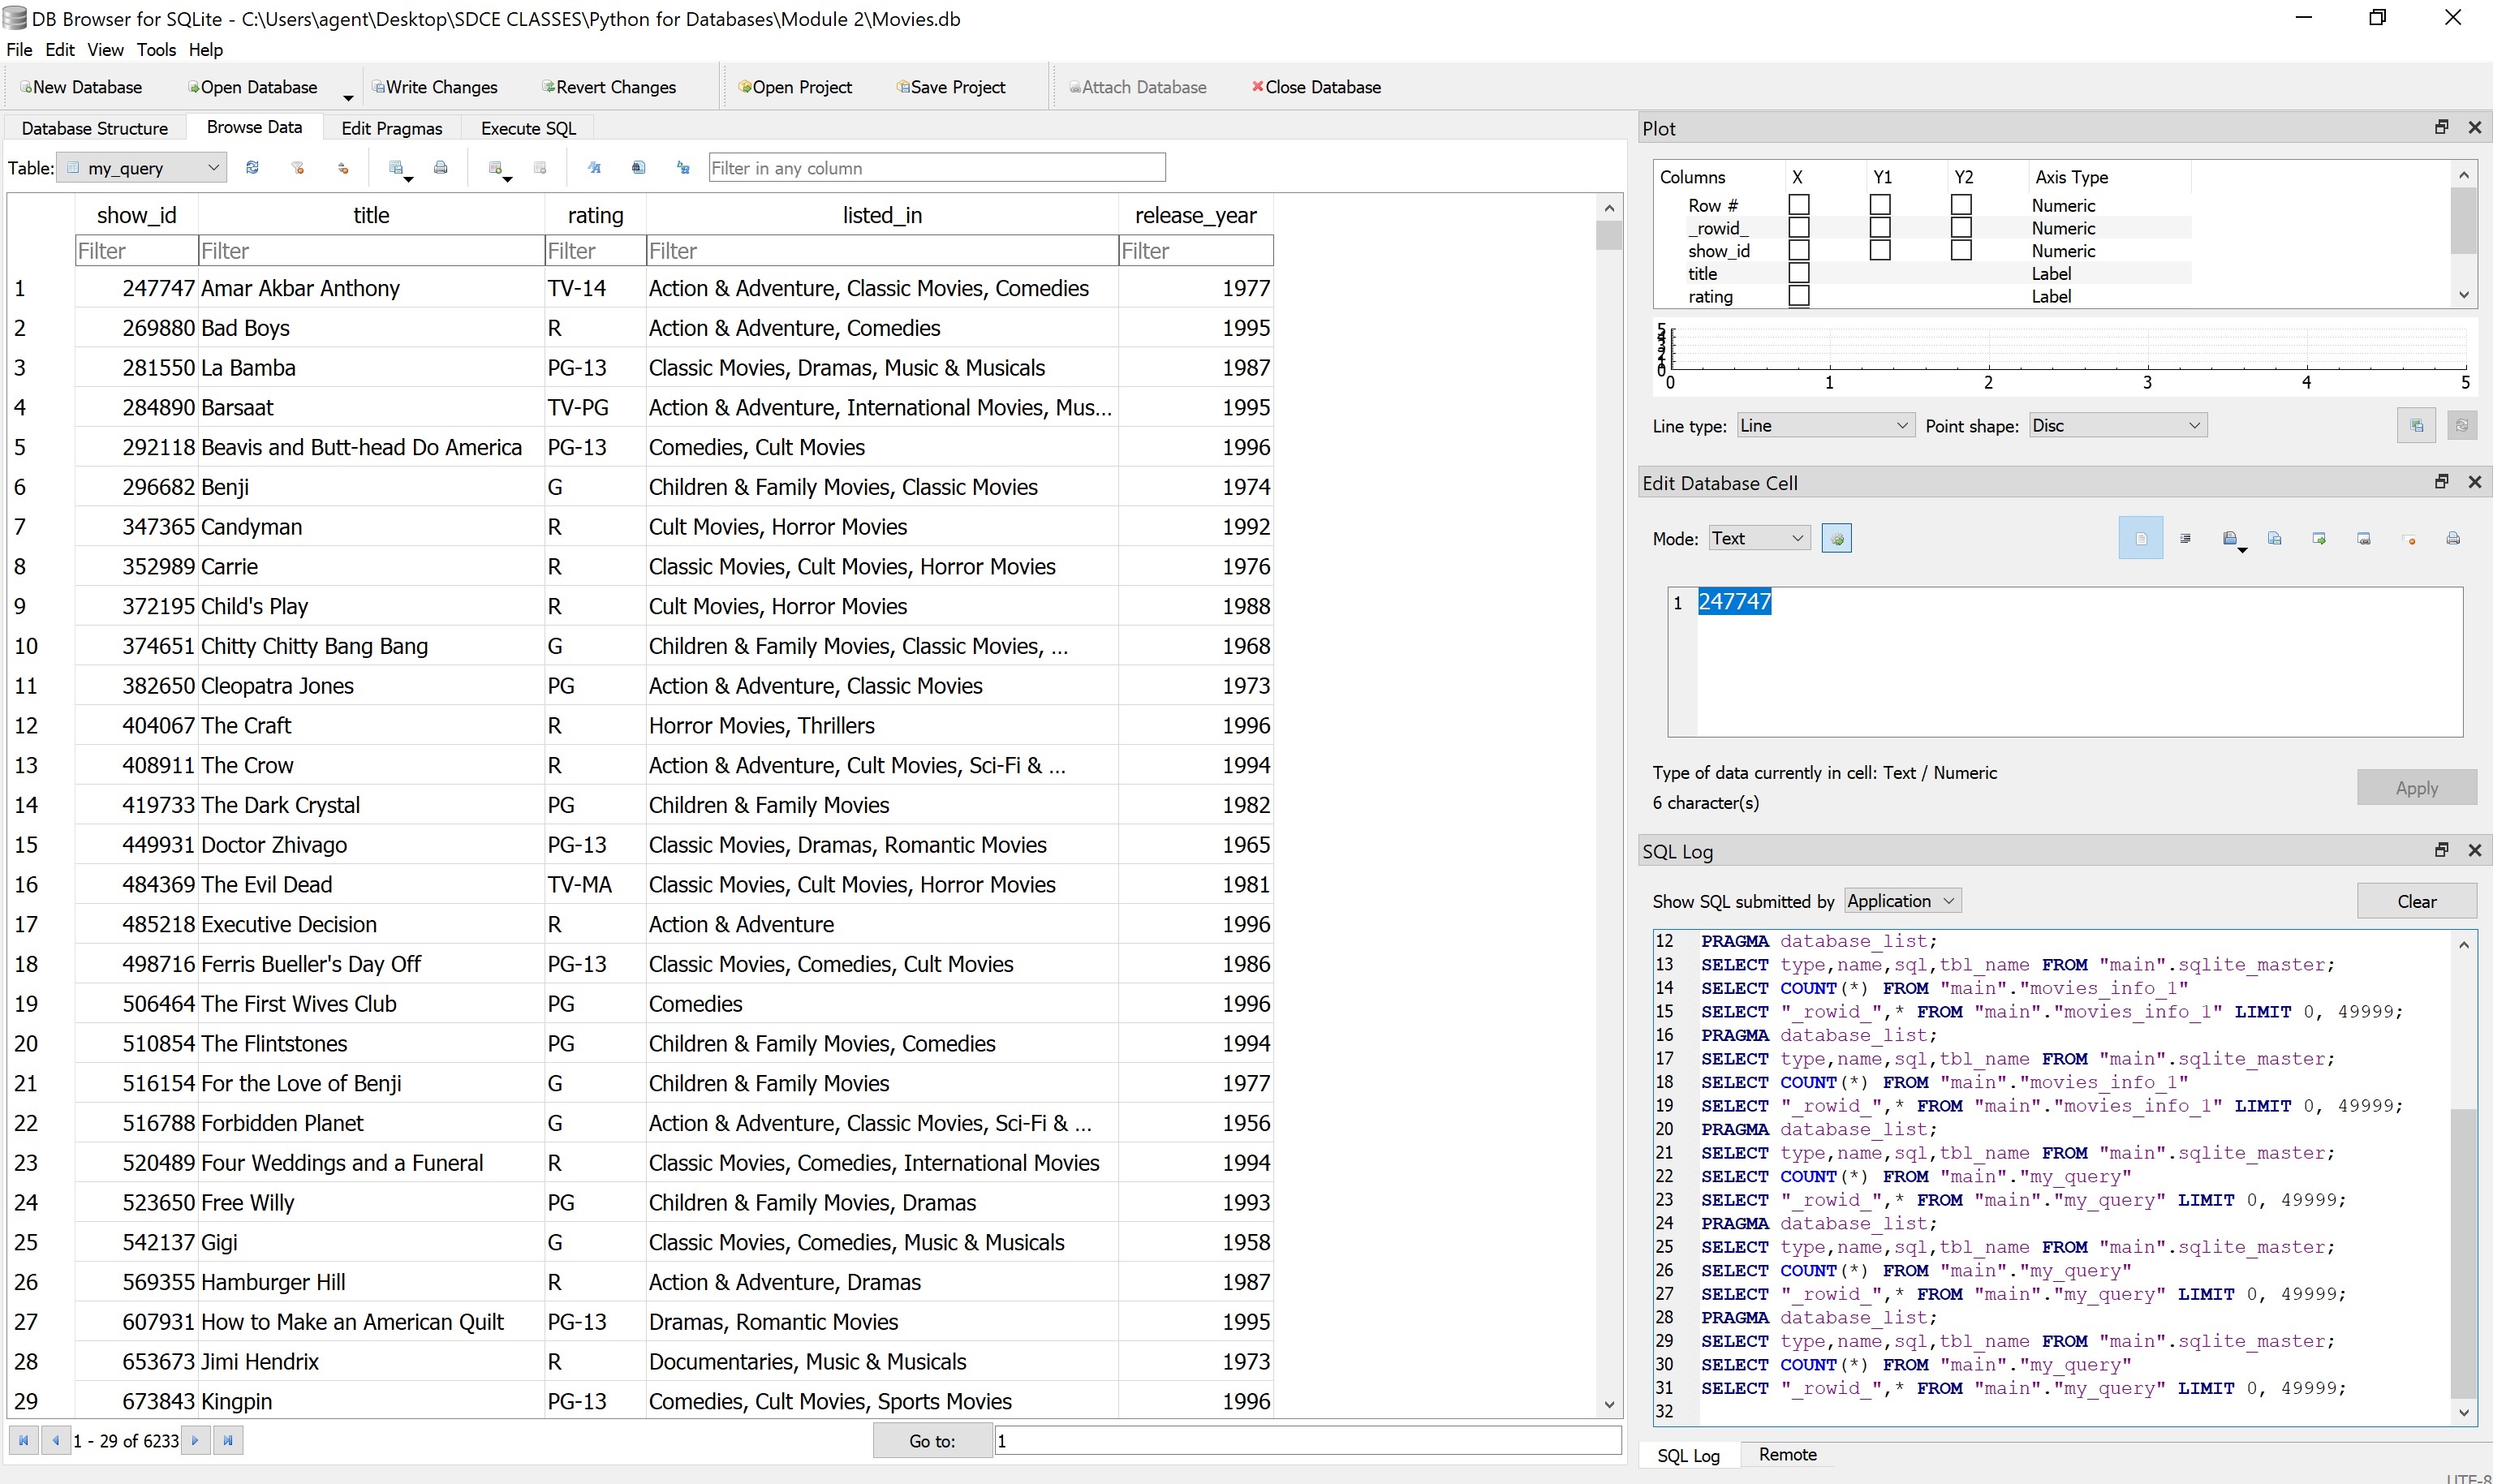 DB Browser for SQLite - C:\Users\agent\Desktop\SDCE CLASSES\Python for Databases\Module 2\Movies.db
File Edit View Tools Help
New Database Open Database Write Changes Revert Changes Open Project Save Project Attach Database Close Database
Database Structure Browse Data Edit Pragmas Execute SQL
Table: my_query Filter in any column
show_id title rating listed_in release_year
Filter Filter Filter Filter Filter
1 247747 Amar Akbar Anthony TV-14 Action & Adventure, Classic Movies, Comedies 1977
2 269880 Bad Boys R Action & Adventure, Comedies 1995
3 281550 La Bamba PG-13 Classic Movies, Dramas, Music & Musicals 1987
4 284890 Barsaat TV-PG Action & Adventure, International Movies, Mus... 1995
5 292118 Beavis and Butt-head Do America PG-13 Comedies, Cult Movies 1996
6 296682 Benji G Children & Family Movies, Classic Movies 1974
7 347365 Candyman R Cult Movies, Horror Movies 1992
8 352989 Carrie R Classic Movies, Cult Movies, Horror Movies 1976
9 372195 Child's Play R Cult Movies, Horror Movies 1988
10 374651 Chitty Chitty Bang Bang G Children & Family Movies, Classic Movies, ... 1968
11 382650 Cleopatra Jones PG Action & Adventure, Classic Movies 1973
12 404067 The Craft R Horror Movies, Thrillers 1996
13 408911 The Crow R Action & Adventure, Cult Movies, Sci-Fi & ... 1994
14 419733 The Dark Crystal PG Children & Family Movies 1982
15 449931 Doctor Zhivago PG-13 Classic Movies, Dramas, Romantic Movies 1965
16 484369 The Evil Dead TV-MA Classic Movies, Cult Movies, Horror Movies 1981
17 485218 Executive Decision R Action & Adventure 1996
18 498716 Ferris Bueller's Day Off PG-13 Classic Movies, Comedies, Cult Movies 1986
19 506464 The First Wives Club PG Comedies 1996
20 510854 The Flintstones PG Children & Family Movies, Comedies 1994
21 516154 For the Love of Benji G Children & Family Movies 1977
22 516788 Forbidden Planet G Action & Adventure, Classic Movies, Sci-Fi & ... 1956
23 520489 Four Weddings and a Funeral R Classic Movies, Comedies, International Movies 1994
24 523650 Free Willy PG Children & Family Movies, Dramas 1993
25 542137 Gigi G Classic Movies, Comedies, Music & Musicals 1958
26 569355 Hamburger Hill R Action & Adventure, Dramas 1987
27 607931 How to Make an American Quilt PG-13 Dramas, Romantic Movies 1995
28 653673 Jimi Hendrix R Documentaries, Music & Musicals 1973
29 673843 Kingpin PG-13 Comedies, Cult Movies, Sports Movies 1996
1 - 29 of 6233 Go to: 1
Plot
Columns X Y1 Y2 Axis Type
Row # Numeric
_rowid_ Numeric
show_id Numeric
title Label
rating Label
5
4
3
2
1
0
0 1 2 3 4 5
Line type: Line Point shape: Disc
Edit Database Cell
Mode: Text
1 247747
Type of data currently in cell: Text / Numeric
6 character(s)
Apply
SQL Log
Show SQL submitted by Application Clear
12 PRAGMA database_list;
13 SELECT type,name,sql,tbl_name FROM "main".sqlite_master;
14 SELECT COUNT(*) FROM "main"."movies_info_1"
15 SELECT "_rowid_",* FROM "main"."movies_info_1" LIMIT 0, 49999;
16 PRAGMA database_list;
17 SELECT type,name,sql,tbl_name FROM "main".sqlite_master;
18 SELECT COUNT(*) FROM "main"."movies_info_1"
19 SELECT "_rowid_",* FROM "main"."movies_info_1" LIMIT 0, 49999;
20 PRAGMA database_list;
21 SELECT type,name,sql,tbl_name FROM "main".sqlite_master;
22 SELECT COUNT(*) FROM "main"."my_query"
23 SELECT "_rowid_",* FROM "main"."my_query" LIMIT 0, 49999;
24 PRAGMA database_list;
25 SELECT type,name,sql,tbl_name FROM "main".sqlite_master;
26 SELECT COUNT(*) FROM "main"."my_query"
27 SELECT "_rowid_",* FROM "main"."my_query" LIMIT 0, 49999;
28 PRAGMA database_list;
29 SELECT type,name,sql,tbl_name FROM "main".sqlite_master;
30 SELECT COUNT(*) FROM "main"."my_query"
31 SELECT "_rowid_",* FROM "main"."my_query" LIMIT 0, 49999;
32
SQL Log Remote
UTF-8